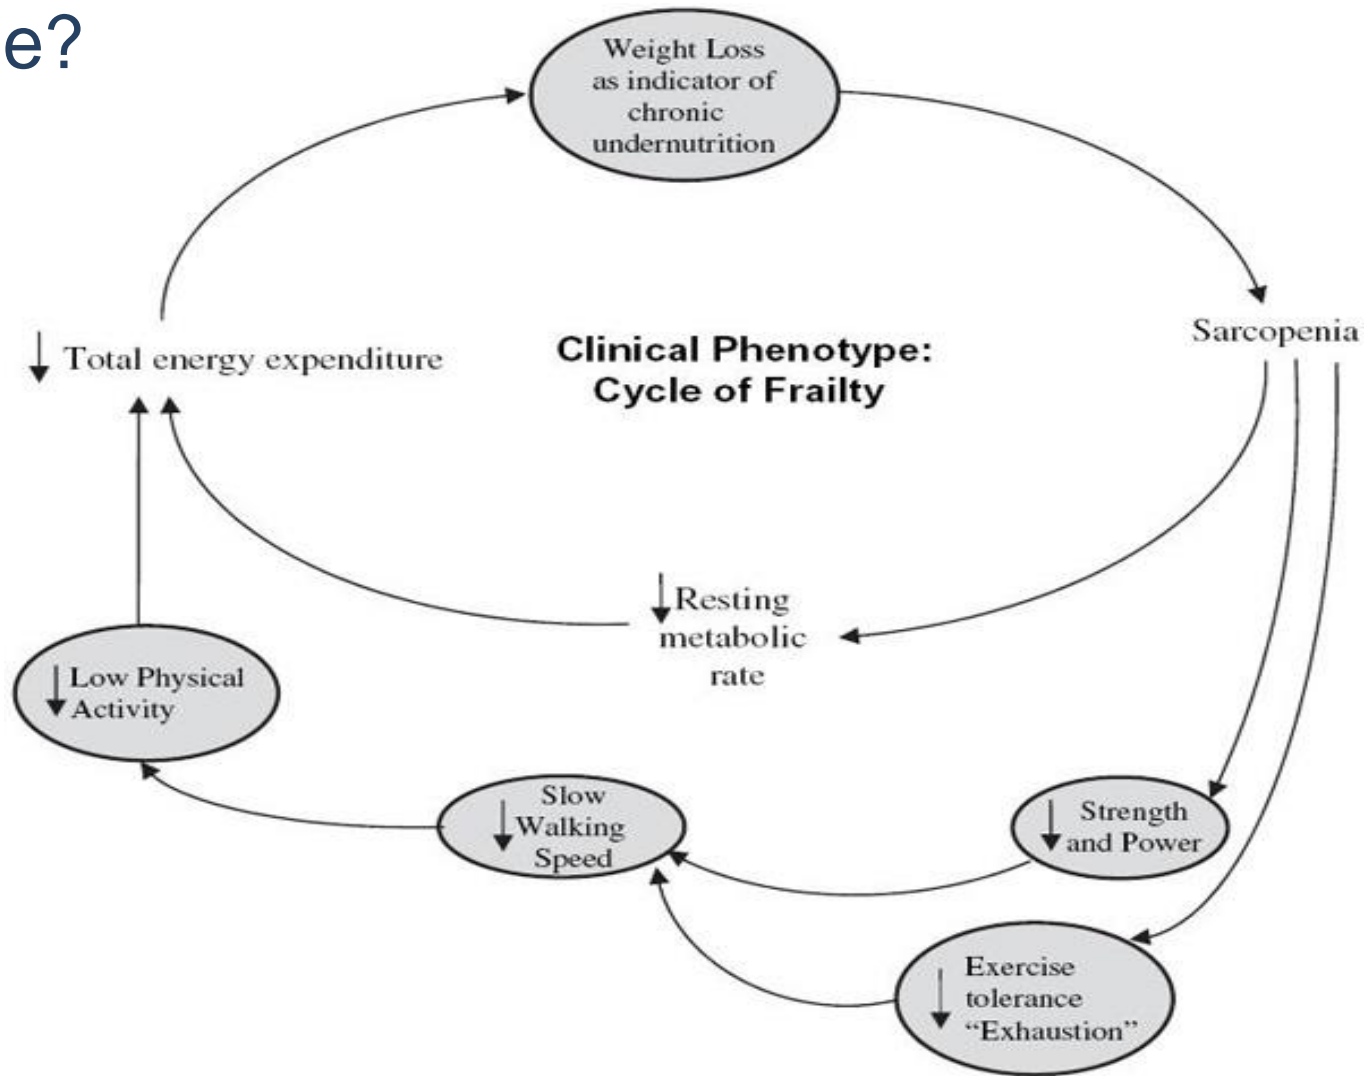 e?
Weight Loss
as indicator of
chronic
undernutrition
Sarcopenia
↓ Total energy expenditure
Clinical Phenotype:
Cycle of Frailty
↓ Resting
metabolic
rate
↓ Low Physical
Activity
↓ Slow
Walking
Speed
↓ Strength
and Power
↓ Exercise
tolerance
“Exhaustion”